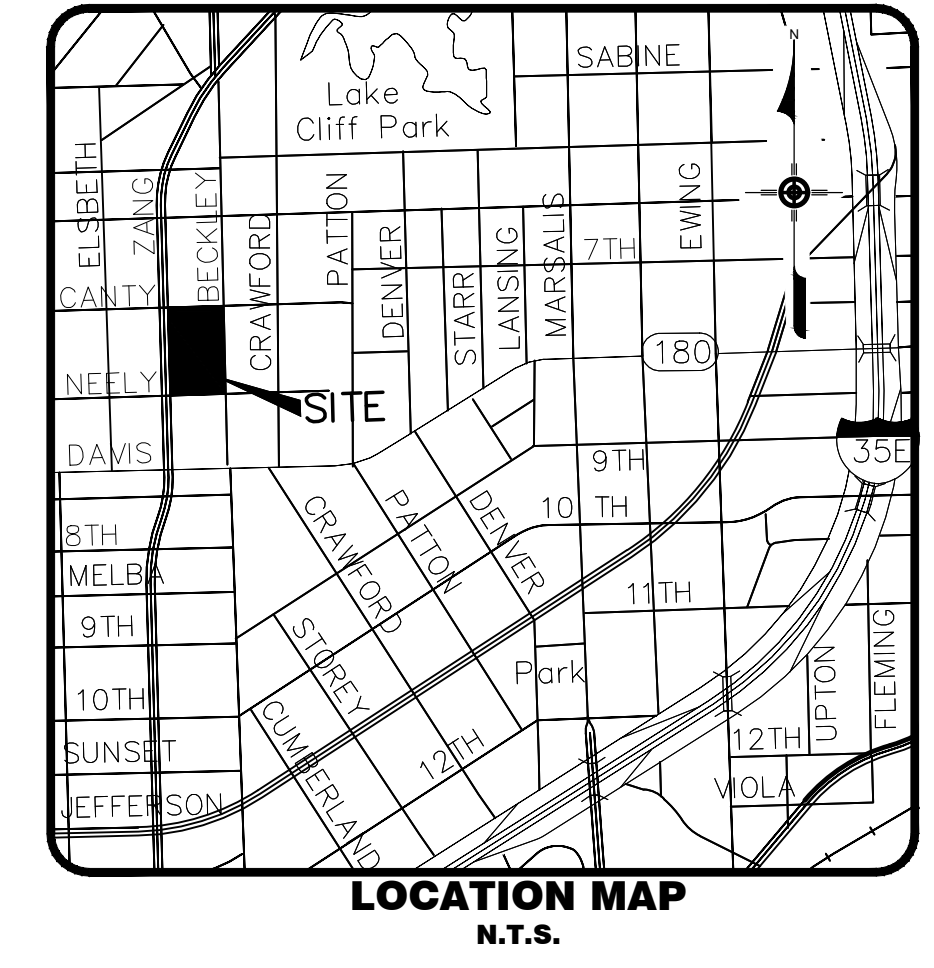 N
SABINE
Lake
Cliff Park
ELSBETH
ZANG
BECKLEY
CRAWFORD
PATTON
DENVER
STARR
LANSING
MARSALIS
EWING
7TH
CANTY
180
NEELY
SITE
DAVIS
35E
9TH
10 TH
CRAWFORD
PATTON
DENVER
8TH
MELBA
11TH
9TH
STOREY
Park
UPTON
FLEMING
10TH
CUMBERLAND
12TH
12TH
SUNSET
VIOLA
JEFFERSON
LOCATION MAP
N.T.S.